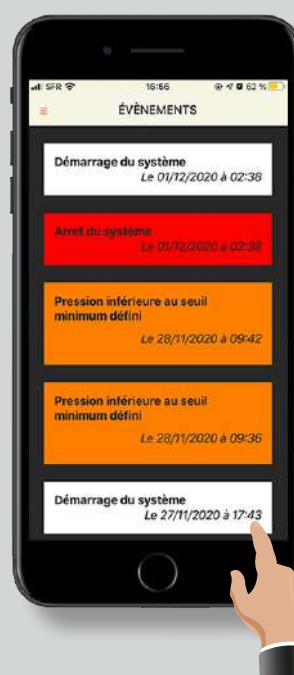 SFR 16:56 62 %
ÉVÈNEMENTS
Démarrage du système
Le 01/12/2020 à 02:38
Arret du système
Le 01/12/2020 à 02:38
Pression inférieure au seuil
minimum défini
Le 28/11/2020 à 09:42
Pression inférieure au seuil
minimum défini
Le 28/11/2020 à 09:36
Démarrage du système
Le 27/11/2020 à 17:43